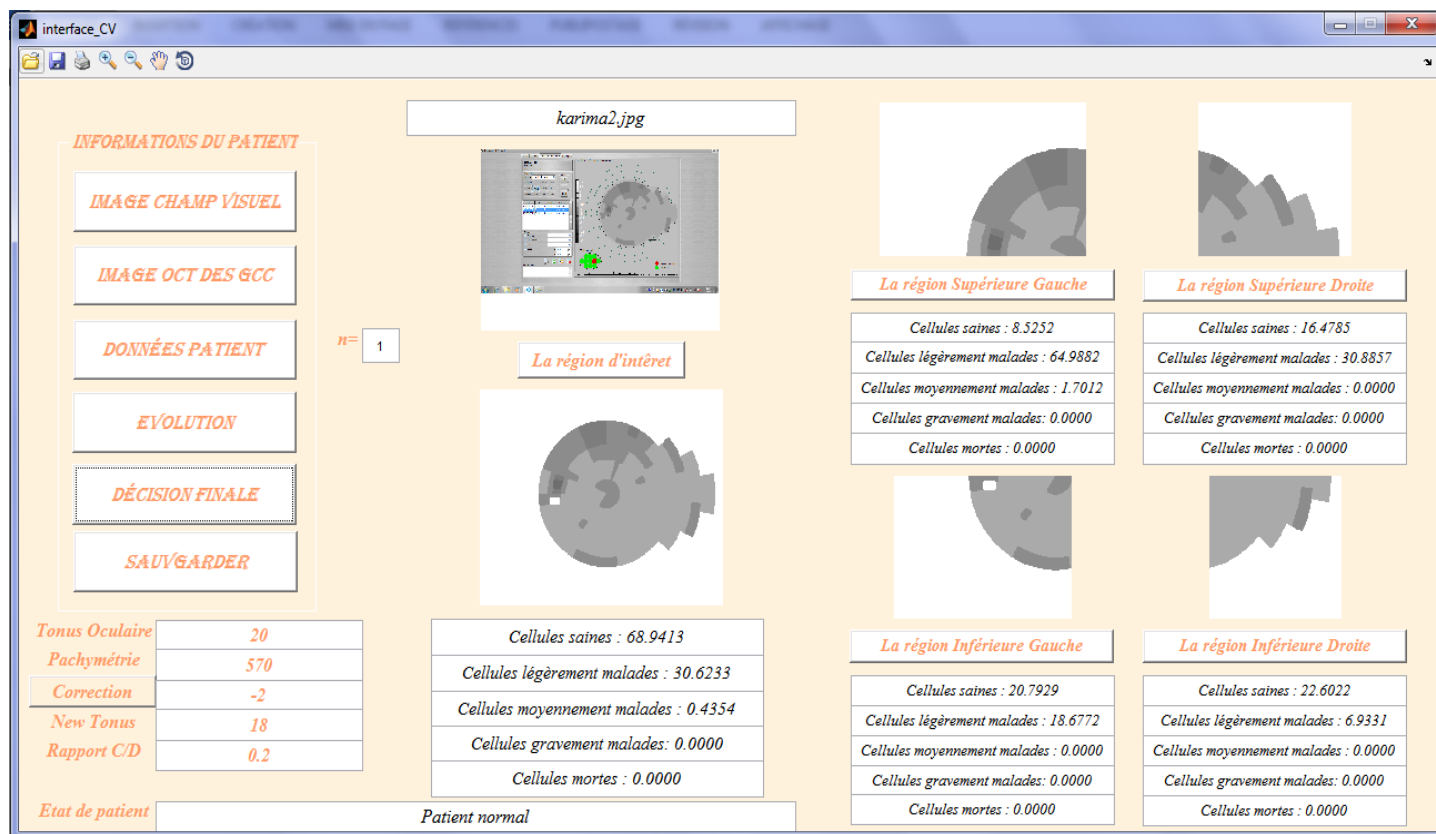 interface_CV
INFORMATIONS DU PATIENT
IMAGE CHAMP VISUEL
IMAGE OCT DES GCC
DONNÉES PATIENT
EVOLUTION
DÉCISION FINALE
SAUVGARDER
n= 1
Tonus Oculaire 20
Pachymétrie 570
Correction -2
New Tonus 18
Rapport C/D 0.2
Etat de patient Patient normal
karima2.jpg
La région d'intêret
Cellules saines : 68.9413
Cellules légèrement malades : 30.6233
Cellules moyennement malades : 0.4354
Cellules gravement malades: 0.0000
Cellules mortes : 0.0000
La région Supérieure Gauche
Cellules saines : 8.5252
Cellules légèrement malades : 64.9882
Cellules moyennement malades : 1.7012
Cellules gravement malades: 0.0000
Cellules mortes : 0.0000
La région Supérieure Droite
Cellules saines : 16.4785
Cellules légèrement malades : 30.8857
Cellules moyennement malades : 0.0000
Cellules gravement malades: 0.0000
Cellules mortes : 0.0000
La région Inférieure Gauche
Cellules saines : 20.7929
Cellules légèrement malades : 18.6772
Cellules moyennement malades : 0.0000
Cellules gravement malades: 0.0000
Cellules mortes : 0.0000
La région Inférieure Droite
Cellules saines : 22.6022
Cellules légèrement malades : 6.9331
Cellules moyennement malades : 0.0000
Cellules gravement malades: 0.0000
Cellules mortes : 0.0000